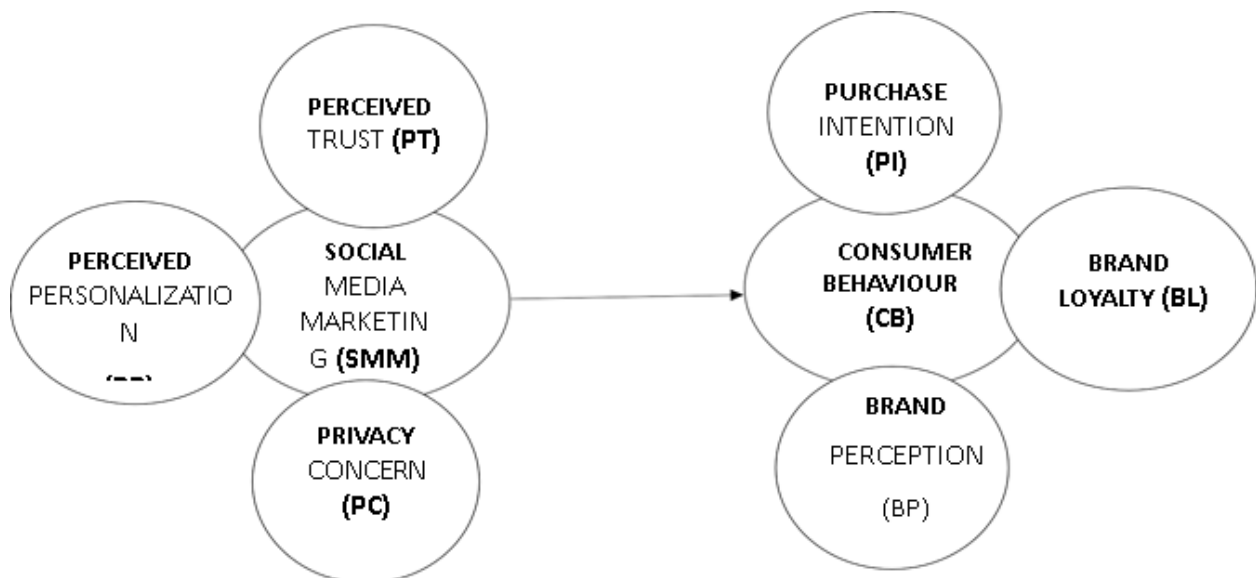 PERCEIVED
TRUST (PT)
PERCEIVED
PERSONALIZATIO
N
SOCIAL
MEDIA
MARKETIN
G (SMM)
PRIVACY
CONCERN
(PC)
PURCHASE
INTENTION
(PI)
CONSUMER
BEHAVIOUR
(CB)
BRAND
LOYALTY (BL)
BRAND
PERCEPTION
(BP)